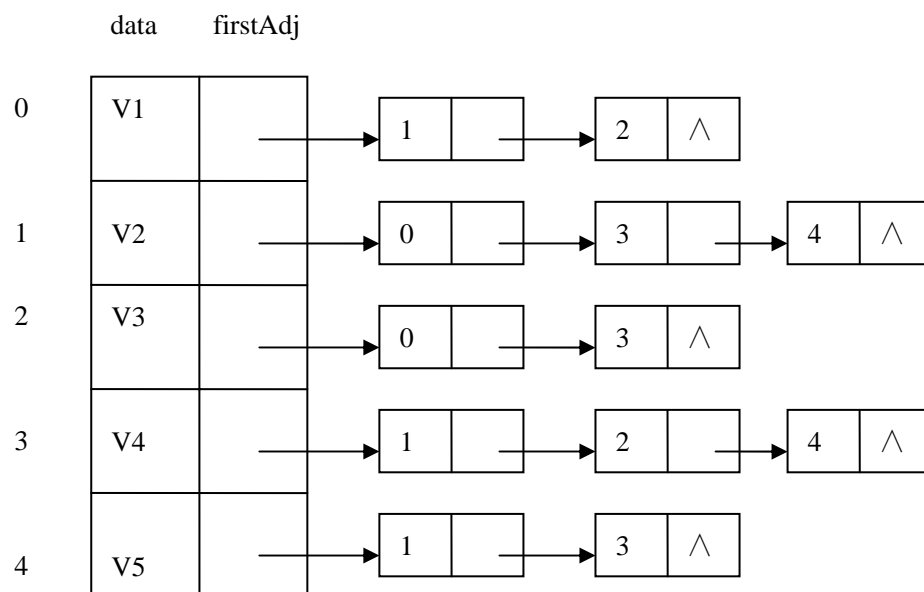 data firstAdj
0 V1 1 2 ∧
1 V2 0 3 4 ∧
2 V3 0 3 ∧
3 V4 1 2 4 ∧
4 V5 1 3 ∧